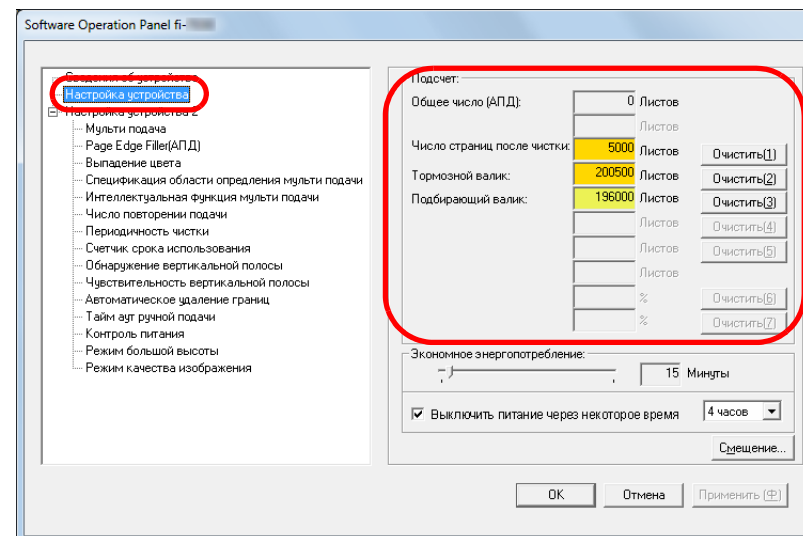 Software Operation Panel fi-
Сведения об устройстве
Настройка устройства
Настройка устройства 2
Мульти подача
Page Edge Filler(АПД)
Выпадение цвета
Спецификация области опредления мульти подачи
Интеллектуальная функция мульти подачи
Число повторении подачи
Периодичность чистки
Счетчик срока использования
Обнаружение вертикальной полосы
Чувствительность вертикальной полосы
Автоматическое удаление границ
Тайм аут ручной подачи
Контроль питания
Режим большой высоты
Режим качества изображения
Подсчет:
Общее число (АПД): 0 Листов
Листов
Число страниц после чистки: 5000 Листов Очистить(1)
Тормозной валик: 200500 Листов Очистить(2)
Подбирающий валик: 196000 Листов Очистить(3)
Листов Очистить(4)
Листов Очистить(5)
Листов
% Очистить(6)
% Очистить(7)
Экономное энергопотребление:
15 Минуты
Выключить питание через некоторое время 4 часов
Смещение...
OK Отмена Применить (Ф)